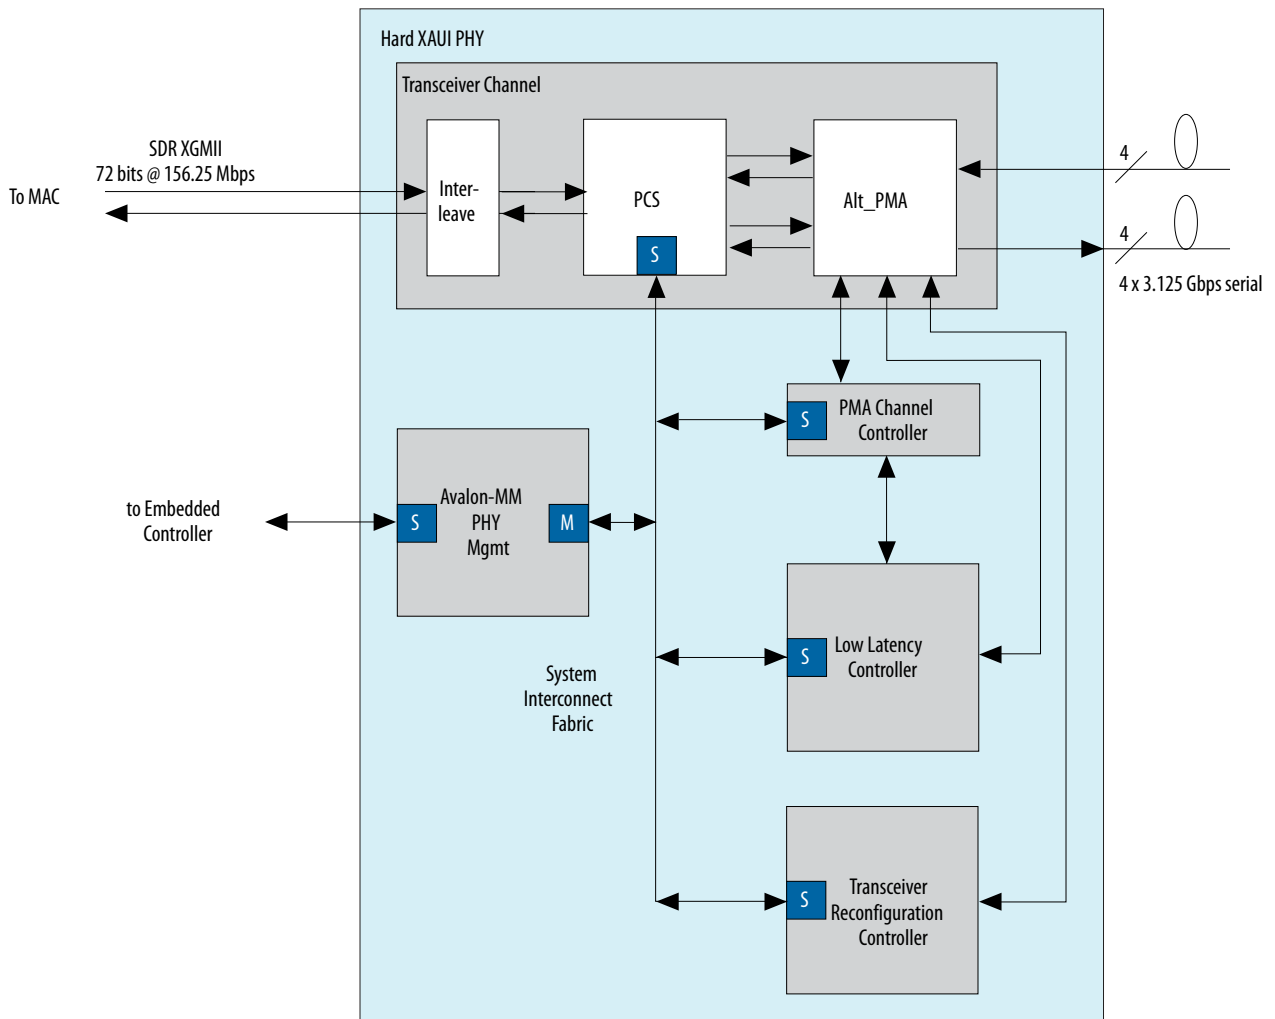 Hard XAUI PHY
Transceiver Channel
SDR XGMII
72 bits @ 156.25 Mbps
To MAC
Inter-
leave
PCS
S
Alt_PMA
4
4
4 x 3.125 Gbps serial
S
PMA Channel
Controller
to Embedded
Controller
S
Avalon-MM
PHY
Mgmt
M
S
Low Latency
Controller
System
Interconnect
Fabric
S
Transceiver
Reconfiguration
Controller